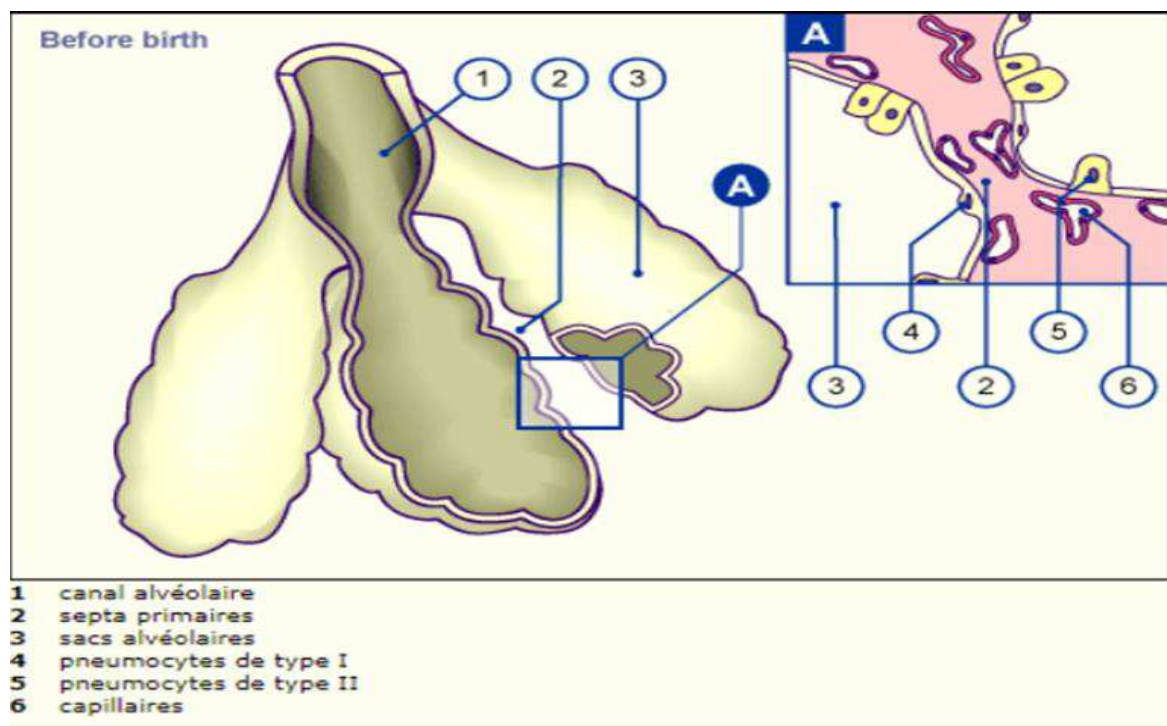 Before birth
A
1 2 3
A
4 5
3 2 6
1 canal alvéolaire
2 septa primaires
3 sacs alvéolaires
4 pneumocytes de type I
5 pneumocytes de type II
6 capillaires